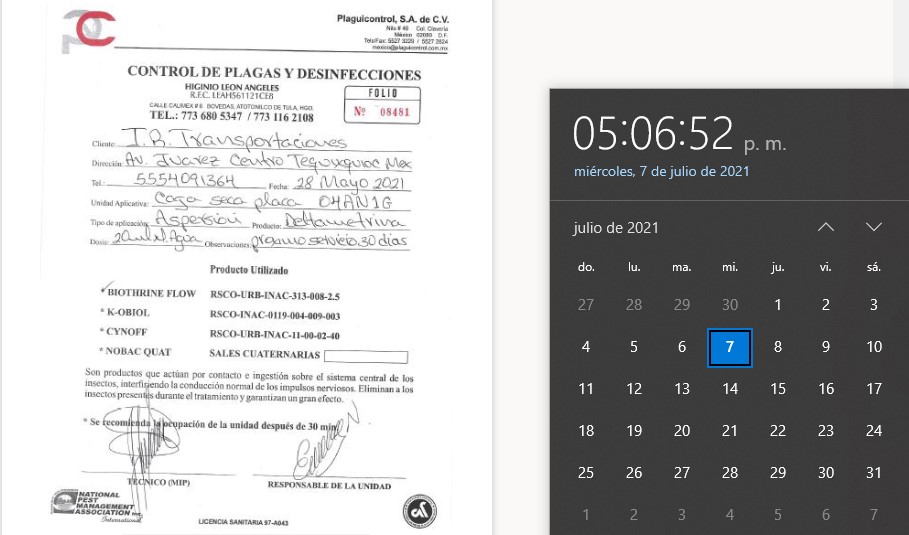 Plaguicontrol, S.A. de C.V.
Nilo # 49 Col. Clavería
México 02080 D.F.
Tels/Fax: 5527 3229 / 5527 2824
mexico@plaguicontrol.com.mx
CONTROL DE PLAGAS Y DESINFECCIONES
HIGINIO LEON ANGELES
R.F.C. LEAH561121CE8
CALLE CALIMEX # 8 BOVEDAS, ATOTONILCO DE TULA, HGO.
TEL.: 773 680 5347 / 773 116 2108
FOLIO
Nº 08481
Cliente: I.R. Transportaciones
Dirección: Av. Juarez Centro Tequixquiac Mex
Tel.: 5554091364 Fecha: 28 Mayo 2021
Unidad Aplicativa: Caja seca placa 04AN1G
Tipo de aplicación: Aspersión Producto: Deltametrina
Dosis: 20ml Agua Observaciones: proximo servicio 30 dias
Producto Utilizado
* BIOTHRINE FLOW RSCO-URB-INAC-313-008-2.5
* K-OBIOL RSCO-INAC-0119-004-009-003
* CYNOFF RSCO-URB-INAC-11-00-02-40
* NOBAC QUAT SALES CUATERNARIAS
Son productos que actúan por contacto e ingestión sobre el sistema central de los
insectos, interfiriendo la conducción normal de los impulsos nerviosos. Eliminan a los
insectos presentes durante el tratamiento y garantizan un gran efecto.
* Se recomienda la ocupación de la unidad después de 30 min.
TECNICO (MIP)
RESPONSABLE DE LA UNIDAD
NATIONAL
PEST
MANAGEMENT
ASSOCIATION
International
LICENCIA SANITARIA 97-A043
05:06:52 p. m.
miércoles, 7 de julio de 2021
julio de 2021
do. lu. ma. mi. ju. vi. sá.
27 28 29 30 1 2 3
4 5 6 7 8 9 10
11 12 13 14 15 16 17
18 19 20 21 22 23 24
25 26 27 28 29 30 31
1 2 3 4 5 6 7